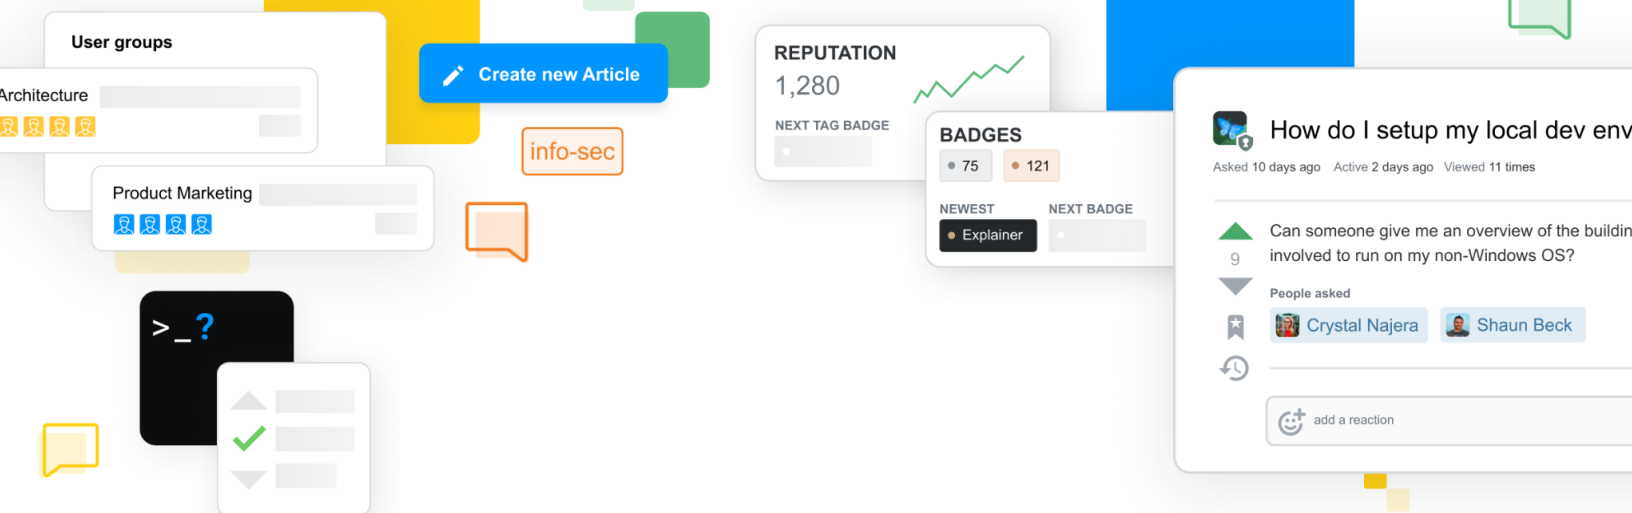 User groups
Architecture
Product Marketing
>_?
Create new Article
info-sec
REPUTATION
1,280
NEXT TAG BADGE
BADGES
75 121
NEWEST NEXT BADGE
Explainer
How do I setup my local dev env
Asked 10 days ago Active 2 days ago Viewed 11 times
Can someone give me an overview of the buildin
9
involved to run on my non-Windows OS?
People asked
Crystal Najera Shaun Beck
add a reaction